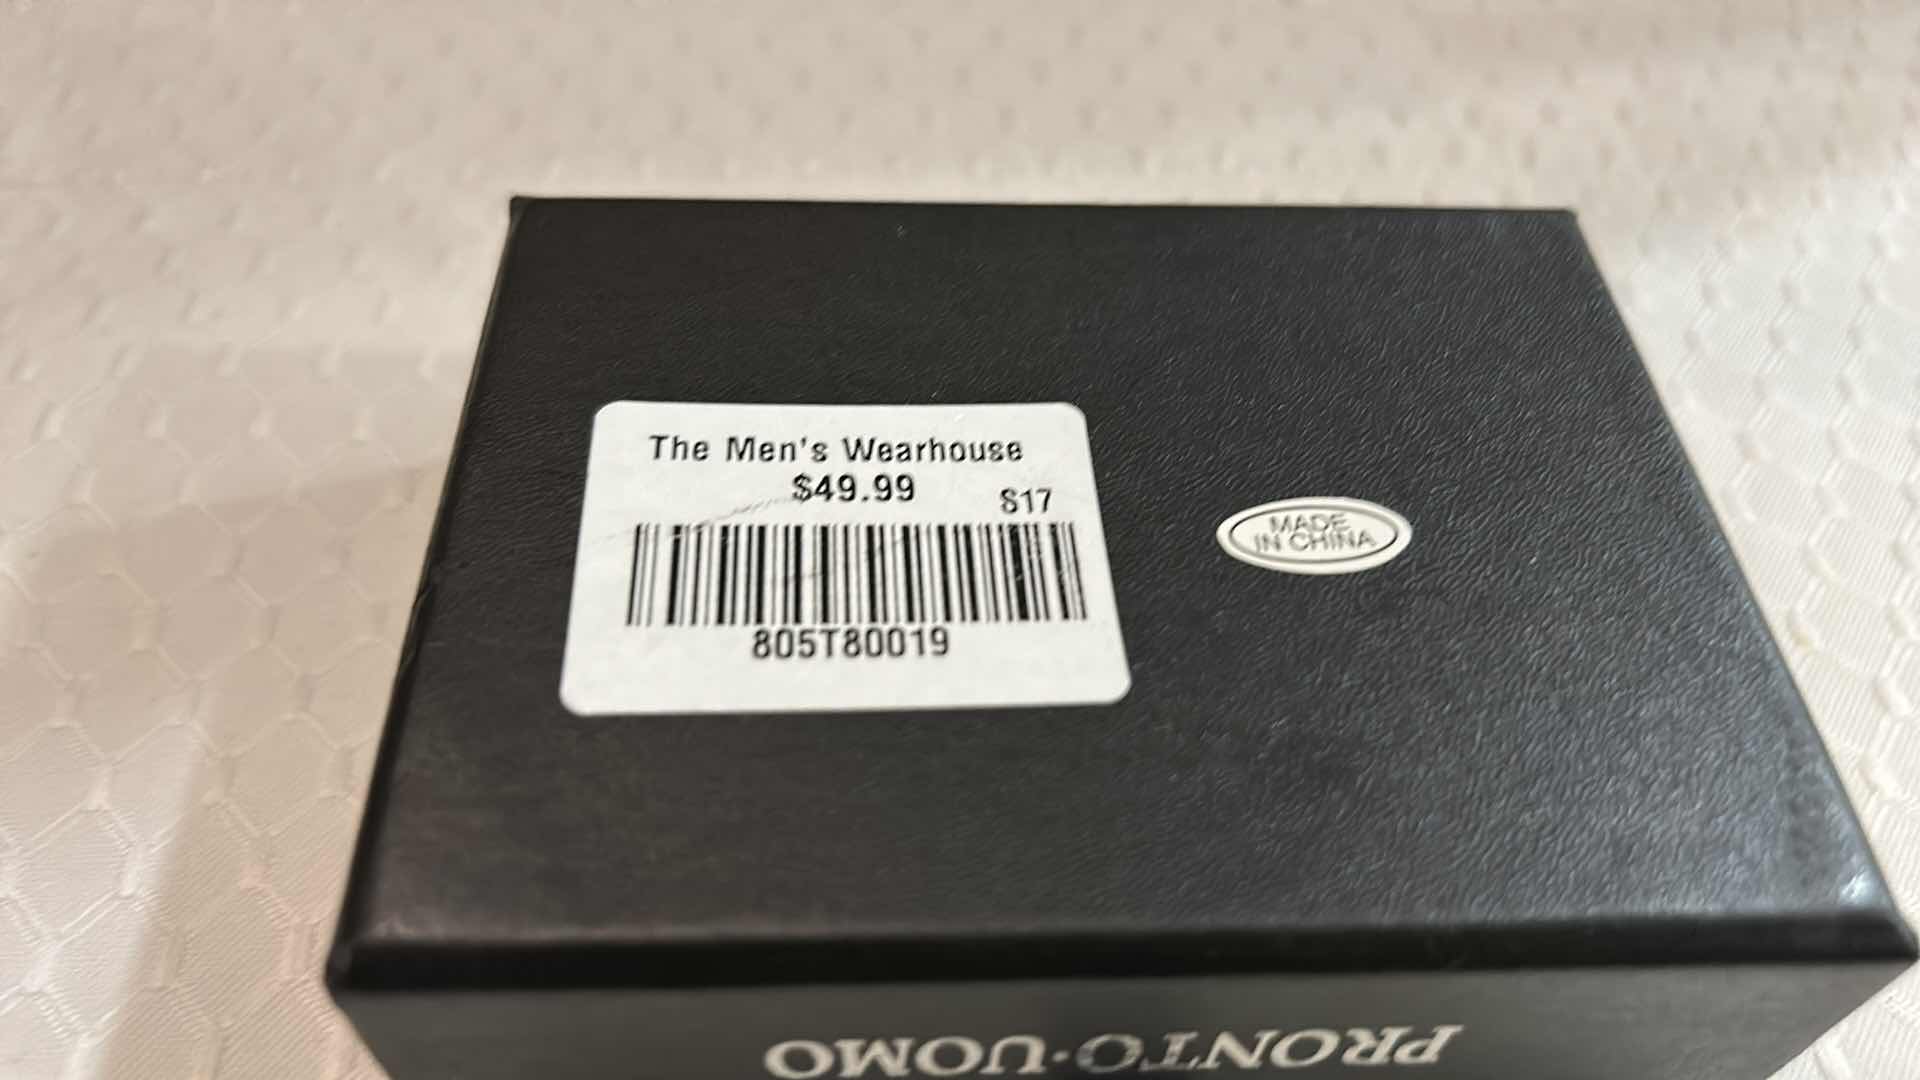 The Men's Wearhouse
$49.99
S17
805T80019
MADE
IN CHINA
PRONTO·UOMO